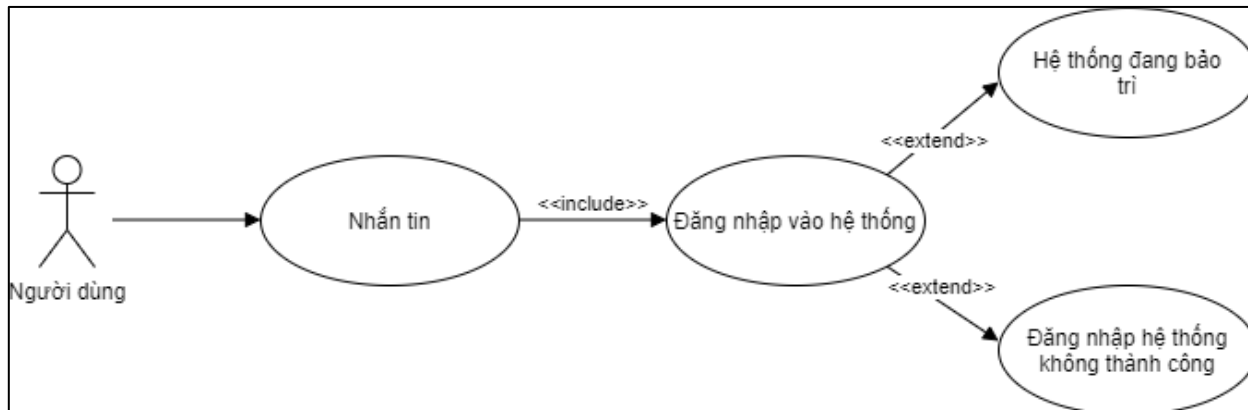 Hệ thống đang bảo
trì
<<extend>>
Nhắn tin
<<include>>
Đăng nhập vào hệ thống
Người dùng
<<extend>>
Đăng nhập hệ thống
không thành công